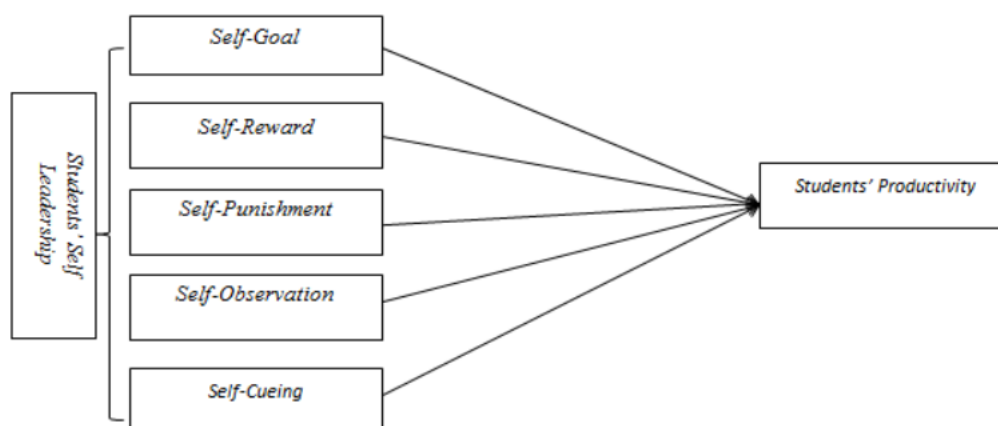 Students' Self
Leadership
Self-Goal
Self-Reward
Self-Punishment
Self-Observation
Self-Cueing
Students' Productivity